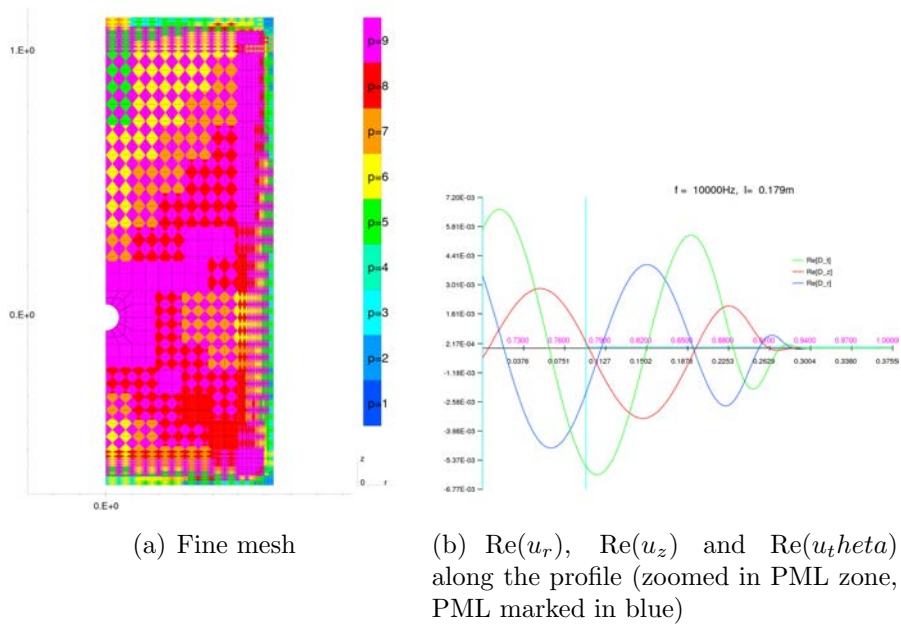 1.E+0
0.E+0
0.E+0
p=9
p=8
p=7
p=6
p=5
p=4
p=3
p=2
p=1
z
0 r
f = 10000Hz, l= 0.179m
7.20 E-03
5.81E-03
4.41E-03
3.01E-03
1.61E-03
2.17E-04
-1.18E-03
-2.58E-03
-3.98E-03
-5.37E-03
-6.77E-03
Re[D_t]
Re[D_z]
Re[D_r]
0.7300 0.7600 0.7900 0.8200 0.8500 0.8800 0.9100 0.9400 0.9700 1.0000
0.0376 0.0751 0.1127 0.1502 0.1878 0.2253 0.2629 0.3004 0.3380 0.3755
(a) Fine mesh
(b) Re(u_r), Re(u_z) and Re(u_theta)
along the profile (zoomed in PML zone,
PML marked in blue)